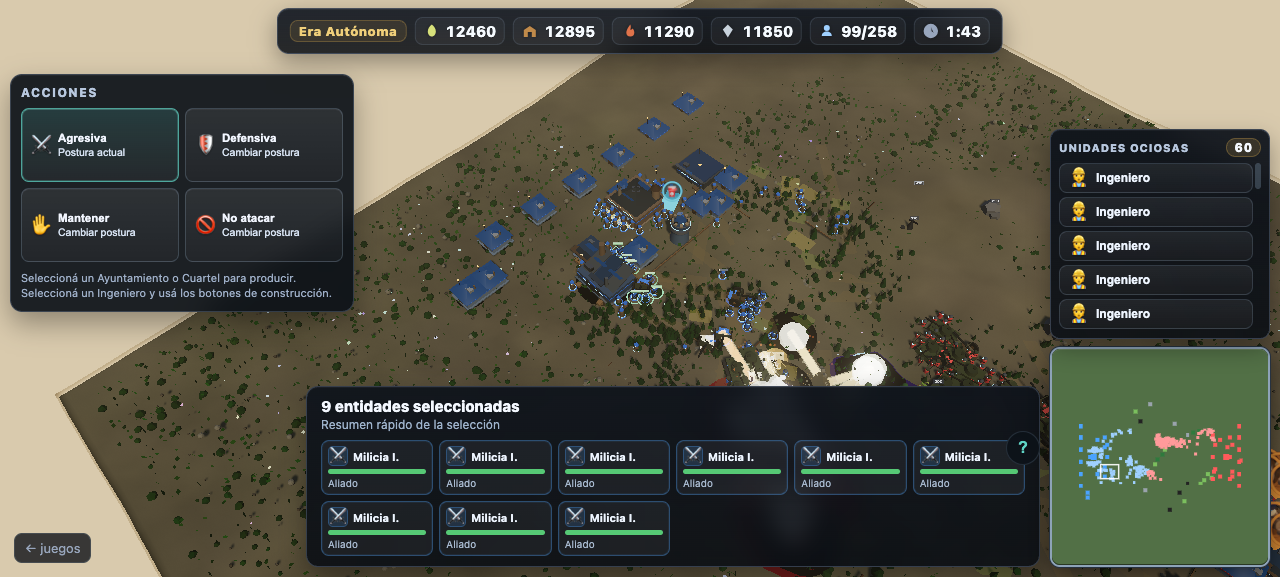 Era Autónoma 12460 12895 11290 11850 99/258 1:43
ACCIONES
Agresiva
Postura actual
Defensiva
Cambiar postura
Mantener
Cambiar postura
No atacar
Cambiar postura
Seleccioná un Ayuntamiento o Cuartel para producir.
Seleccioná un Ingeniero y usá los botones de construcción.
UNIDADES OCIOSAS 60
Ingeniero
Ingeniero
Ingeniero
Ingeniero
Ingeniero
9 entidades seleccionadas
Resumen rápido de la selección
?
Milicia I.
Aliado
Milicia I.
Aliado
Milicia I.
Aliado
Milicia I.
Aliado
Milicia I.
Aliado
Milicia I.
Aliado
Milicia I.
Aliado
Milicia I.
Aliado
Milicia I.
Aliado
← juegos